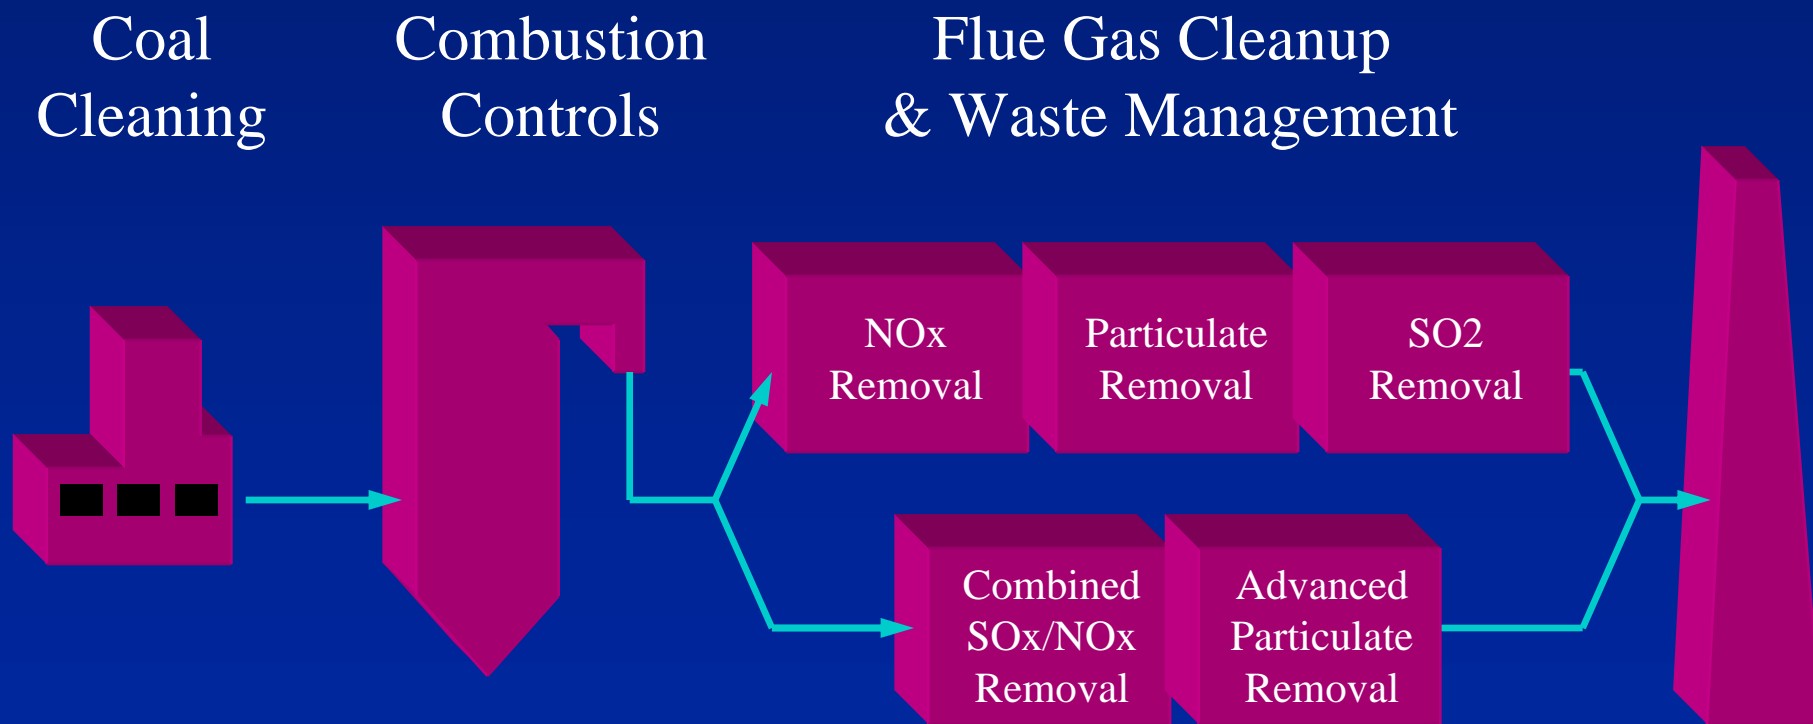 Coal
Cleaning
Combustion
Controls
Flue Gas Cleanup
& Waste Management
NOx
Removal
Particulate
Removal
SO2
Removal
Combined
SOx/NOx
Removal
Advanced
Particulate
Removal